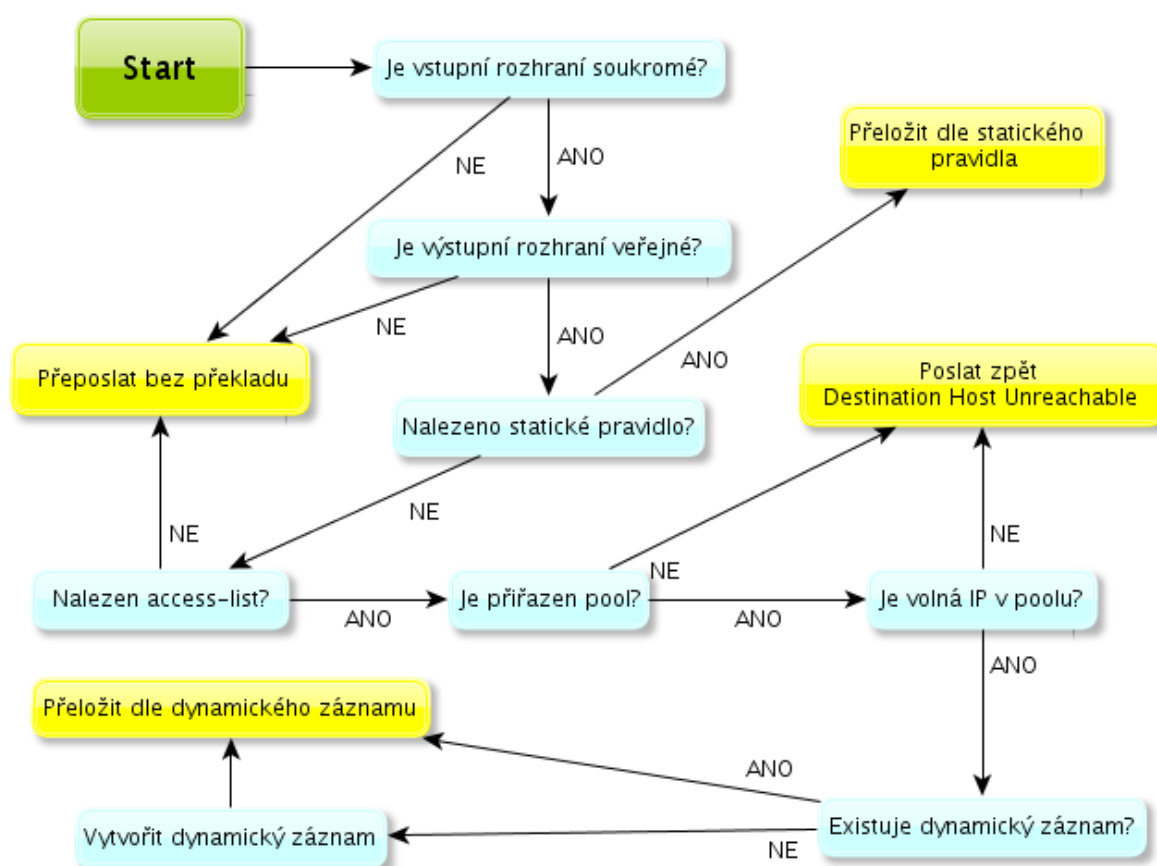 Start
Je vstupní rozhraní soukromé?
Přeložit dle statického
pravidla
NE
ANO
Je výstupní rozhraní veřejné?
NE
ANO
ANO
Přeposlat bez překladu
Poslat zpět
Destination Host Unreachable
Nalezeno statické pravidlo?
NE
NE
NE
NE
Nalezen access-list?
ANO
Je přiřazen pool?
ANO
Je volná IP v poolu?
ANO
Přeložit dle dynamického záznamu
ANO
Vytvořit dynamický záznam
NE
Existuje dynamický záznam?